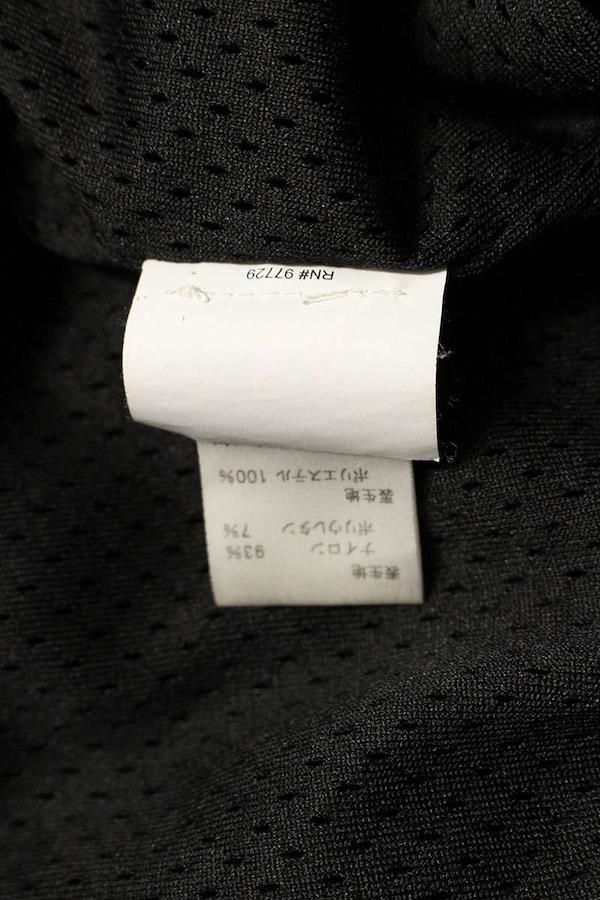 表生地
ナイロン 93%
ポリウレタン 7%
表生地
ポリエステル 100%
RN# 97729